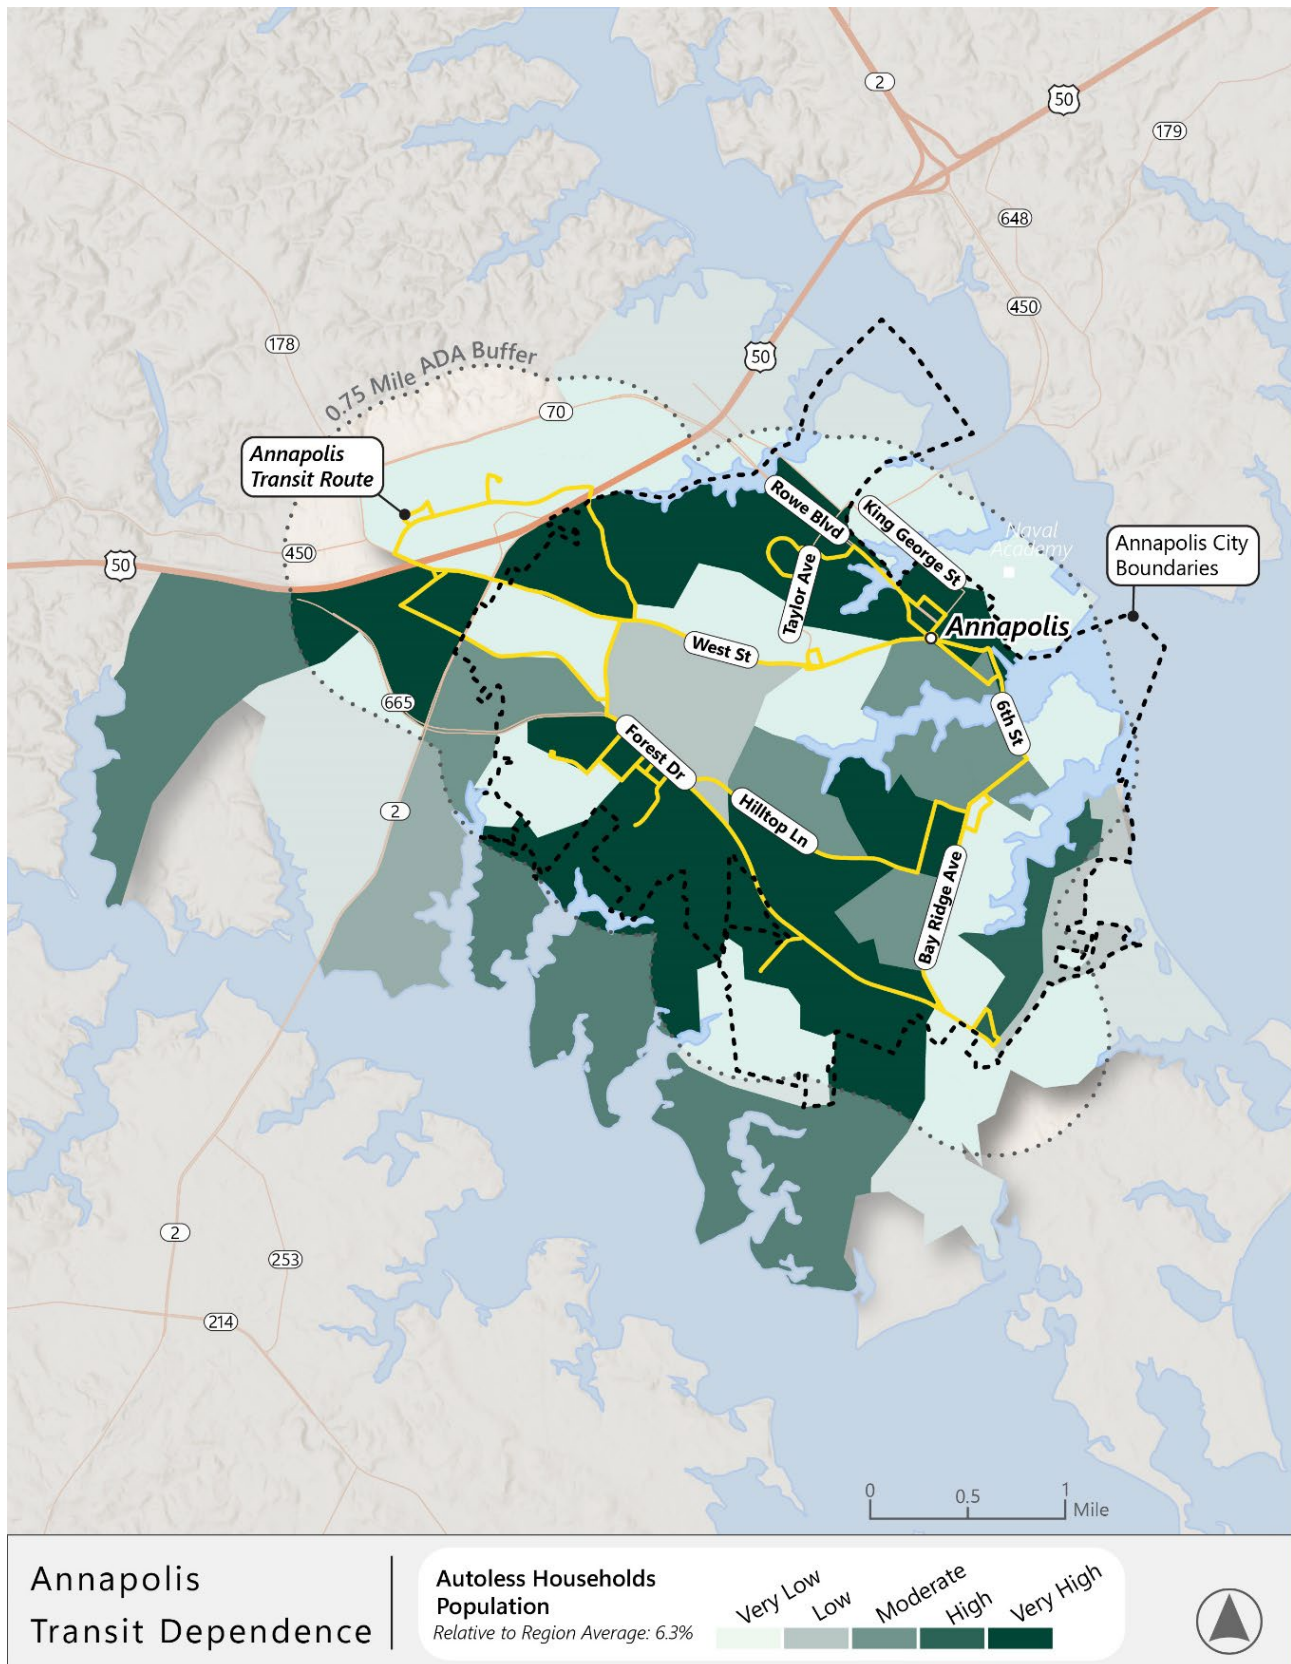 2
50
179
648
450
178
50
0.75 Mile ADA Buffer
70
Annapolis
Transit Route
Rowe Blvd
King George St
Naval
Academy
Annapolis City
Boundaries
450
50
Taylor Ave
Annapolis
West St
665
6th St
Forest Dr
2
Hilltop Ln
Bay Ridge Ave
2
253
214
0
0.5
1
Mile
Annapolis
Transit Dependence
Autoless Households
Population
Relative to Region Average: 6.3%
Very Low
Low
Moderate
High
Very High